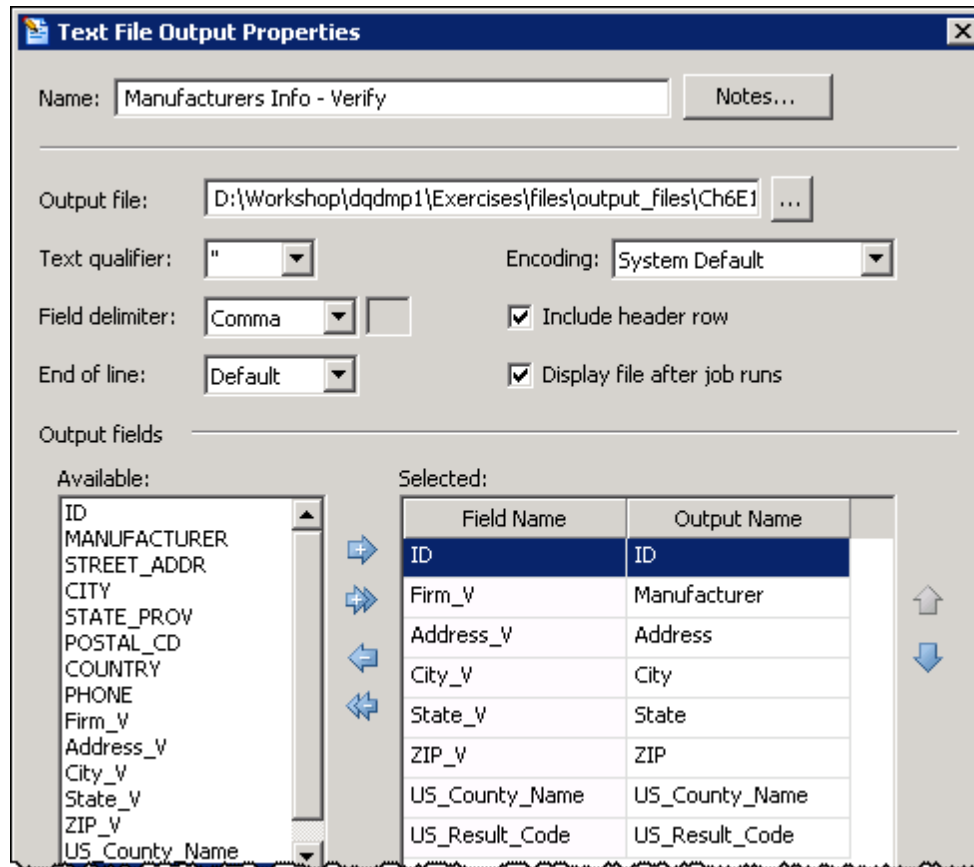 Text File Output Properties
Name: Manufacturers Info - Verify Notes...
Output file: D:\Workshop\dqdmp1\Exercises\files\output_files\Ch6E1 ...
Text qualifier: " Encoding: System Default
Field delimiter: Comma Include header row
End of line: Default Display file after job runs
Output fields
Available:
ID
MANUFACTURER
STREET_ADDR
CITY
STATE_PROV
POSTAL_CD
COUNTRY
PHONE
Firm_V
Address_V
City_V
State_V
ZIP_V
US_County_Name
Selected:
Field Name Output Name
ID ID
Firm_V Manufacturer
Address_V Address
City_V City
State_V State
ZIP_V ZIP
US_County_Name US_County_Name
US_Result_Code US_Result_Code